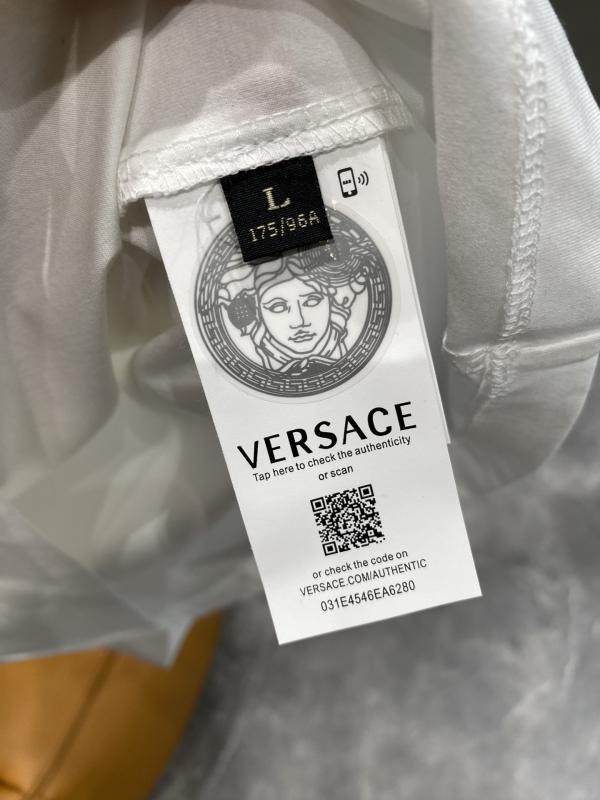 L
175/96A
VERSACE
Tap here to check the authenticity
or scan
or check the code on
VERSACE.COM/AUTHENTIC
031E4546EA6280